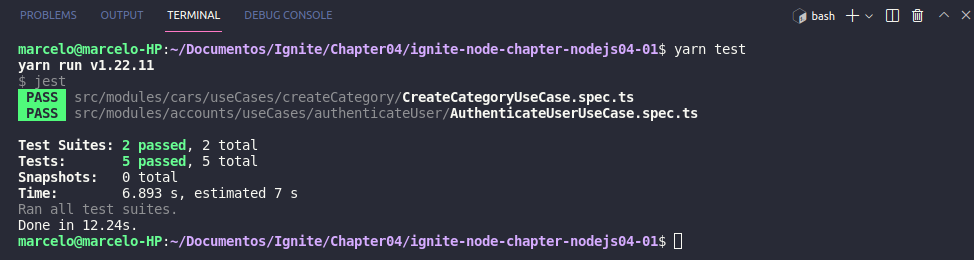 PROBLEMS OUTPUT TERMINAL DEBUG CONSOLE bash
marcelo@marcelo-HP:~/Documentos/Ignite/Chapter04/ignite-node-chapter-nodejs04-01$ yarn test
yarn run v1.22.11
$ jest
PASS src/modules/cars/useCases/createCategory/CreateCategoryUseCase.spec.ts
PASS src/modules/accounts/useCases/authenticateUser/AuthenticateUserUseCase.spec.ts
Test Suites: 2 passed, 2 total
Tests: 5 passed, 5 total
Snapshots: 0 total
Time: 6.893 s, estimated 7 s
Ran all test suites.
Done in 12.24s.
marcelo@marcelo-HP:~/Documentos/Ignite/Chapter04/ignite-node-chapter-nodejs04-01$